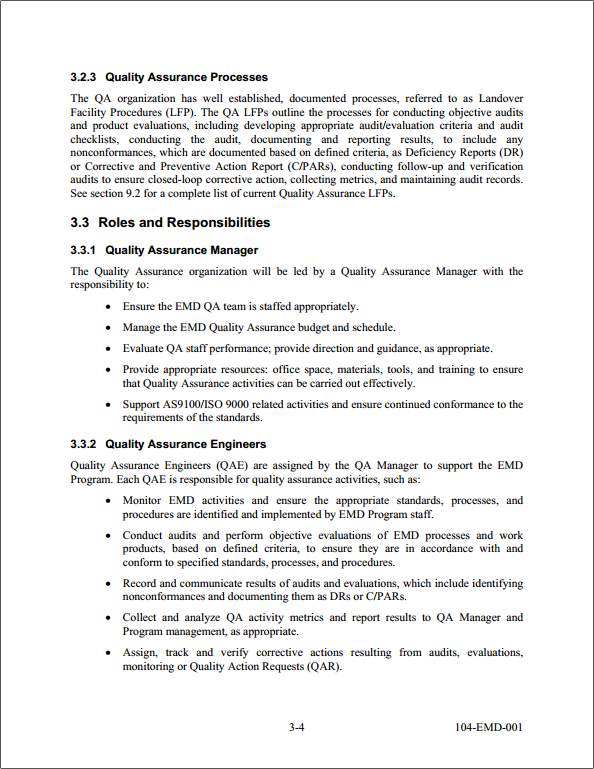 3.2.3 Quality Assurance Processes
The QA organization has well established, documented processes, referred to as Landover
Facility Procedures (LFP). The QA LFPs outline the processes for conducting objective audits
and product evaluations, including developing appropriate audit/evaluation criteria and audit
checklists, conducting the audit, documenting and reporting results, to include any
nonconformances, which are documented based on defined criteria, as Deficiency Reports (DR)
or Corrective and Preventive Action Report (C/PARs), conducting follow-up and verification
audits to ensure closed-loop corrective action, collecting metrics, and maintaining audit records.
See section 9.2 for a complete list of current Quality Assurance LFPs.
3.3 Roles and Responsibilities
3.3.1 Quality Assurance Manager
The Quality Assurance organization will be led by a Quality Assurance Manager with the
responsibility to:
• Ensure the EMD QA team is staffed appropriately.
• Manage the EMD Quality Assurance budget and schedule.
• Evaluate QA staff performance; provide direction and guidance, as appropriate.
• Provide appropriate resources: office space, materials, tools, and training to ensure
that Quality Assurance activities can be carried out effectively.
• Support AS9100/ISO 9000 related activities and ensure continued conformance to the
requirements of the standards.
3.3.2 Quality Assurance Engineers
Quality Assurance Engineers (QAE) are assigned by the QA Manager to support the EMD
Program. Each QAE is responsible for quality assurance activities, such as:
• Monitor EMD activities and ensure the appropriate standards, processes, and
procedures are identified and implemented by EMD Program staff.
• Conduct audits and perform objective evaluations of EMD processes and work
products, based on defined criteria, to ensure they are in accordance with and
conform to specified standards, processes, and procedures.
• Record and communicate results of audits and evaluations, which include identifying
nonconformances and documenting them as DRs or C/PARs.
• Collect and analyze QA activity metrics and report results to QA Manager and
Program management, as appropriate.
• Assign, track and verify corrective actions resulting from audits, evaluations,
monitoring or Quality Action Requests (QAR).
3-4 104-EMD-001